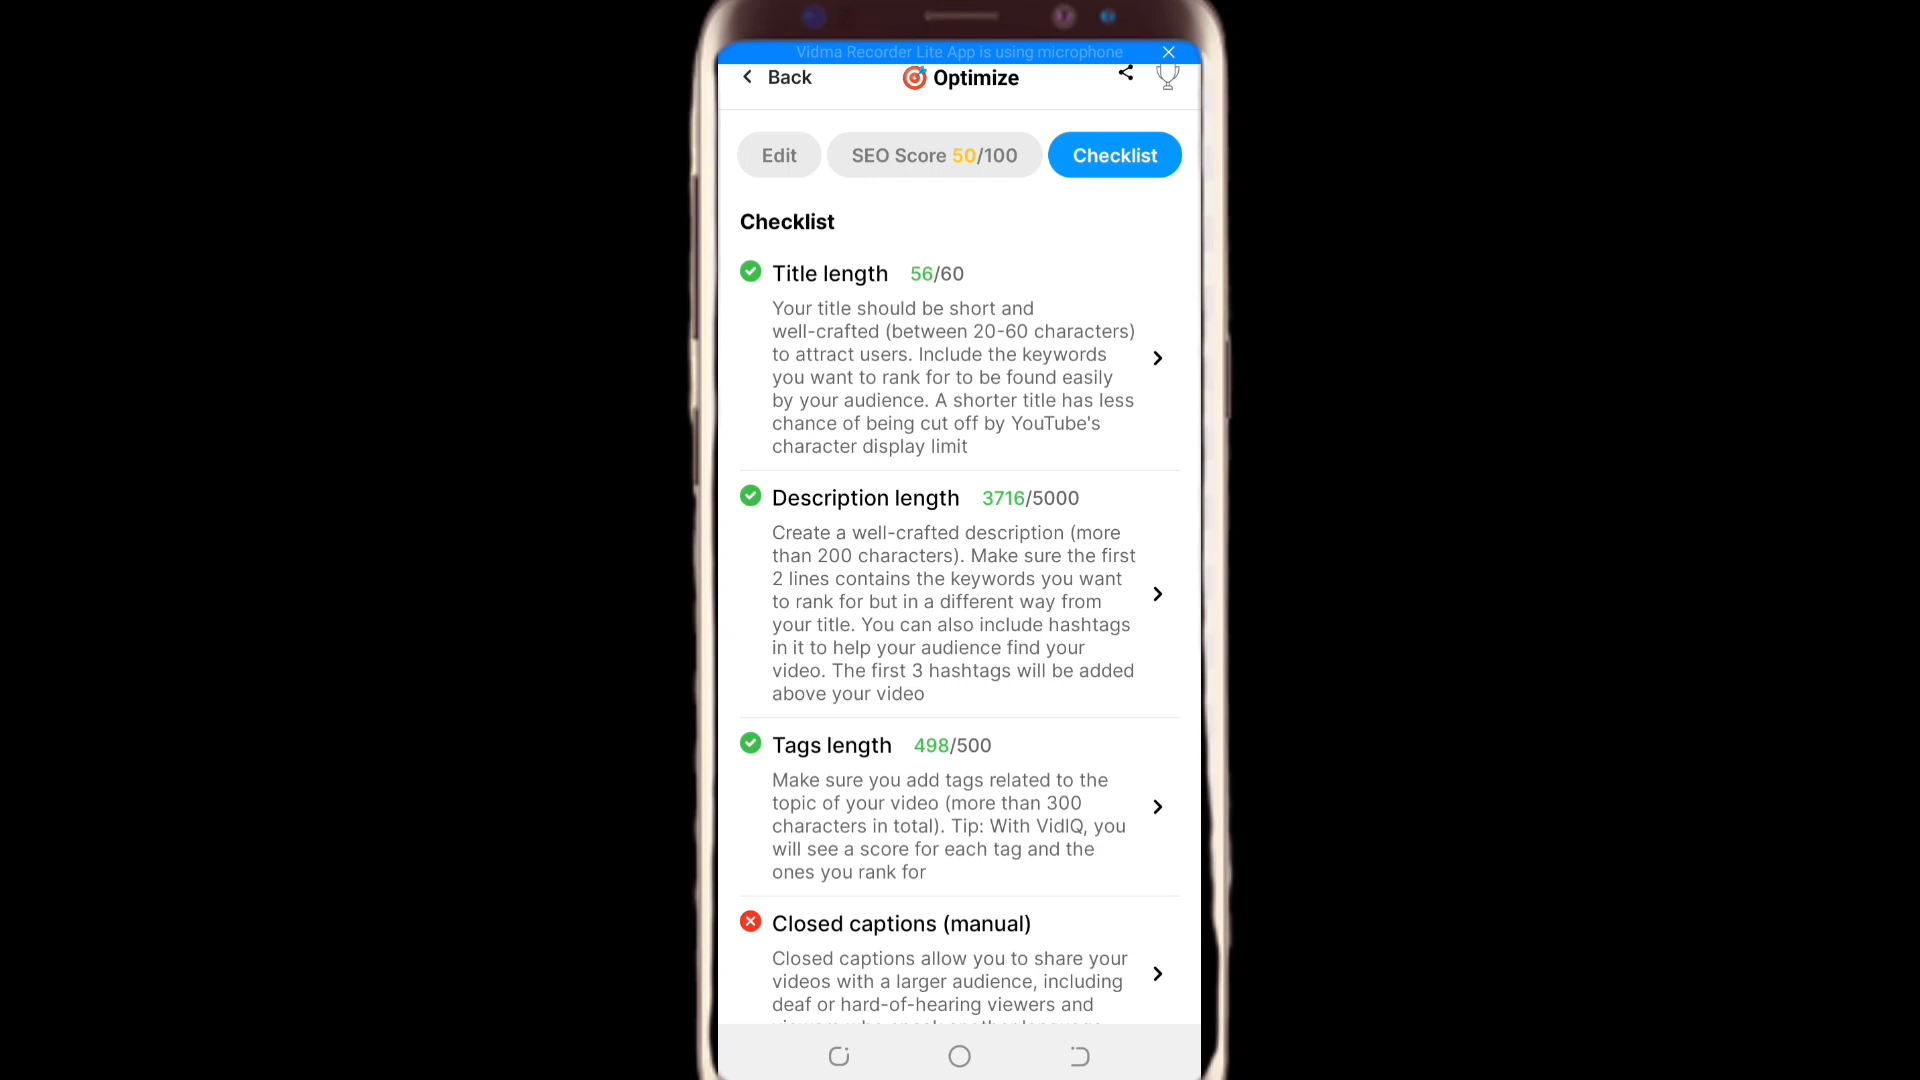 Vidma Recorder Lite App is using microphone
Back
Optimize
Edit
SEO Score 50/100
Checklist
Checklist
Title length 56/60
Your title should be short and
well-crafted (between 20-60 characters)
to attract users. Include the keywords
you want to rank for to be found easily
by your audience. A shorter title has less
chance of being cut off by YouTube's
character display limit
Description length 3716/5000
Create a well-crafted description (more
than 200 characters). Make sure the first
2 lines contains the keywords you want
to rank for but in a different way from
your title. You can also include hashtags
in it to help your audience find your
video. The first 3 hashtags will be added
above your video
Tags length 498/500
Make sure you add tags related to the
topic of your video (more than 300
characters in total). Tip: With VidIQ, you
will see a score for each tag and the
ones you rank for
Closed captions (manual)
Closed captions allow you to share your
videos with a larger audience, including
deaf or hard-of-hearing viewers and